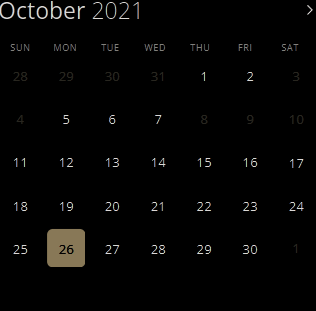 October 2021
SUN MON TUE WED THU FRI SAT
28 29 30 31 1 2 3
4 5 6 7 8 9 10
11 12 13 14 15 16 17
18 19 20 21 22 23 24
25 26 27 28 29 30 1